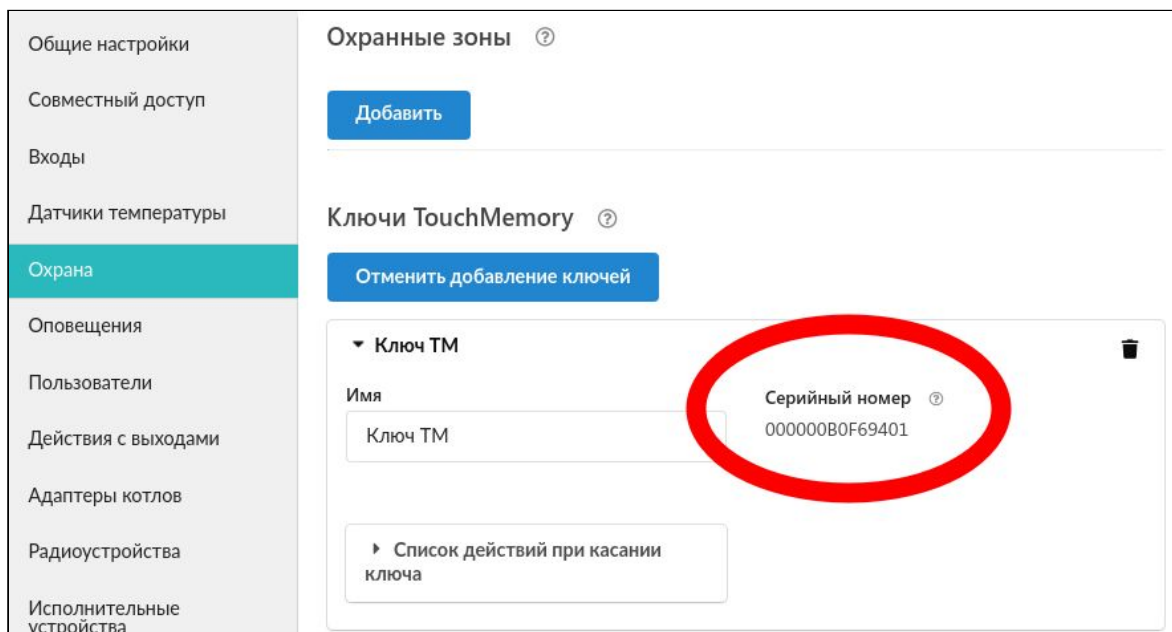 Общие настройки
Совместный доступ
Входы
Датчики температуры
Охрана
Оповещения
Пользователи
Действия с выходами
Адаптеры котлов
Радиоустройства
Исполнительные
устройства
Охранные зоны ?
Добавить
Ключи TouchMemory ?
Отменить добавление ключей
Ключ ТМ
Имя
Ключ ТМ
Серийный номер ?
000000B0F69401
Список действий при касании
ключа